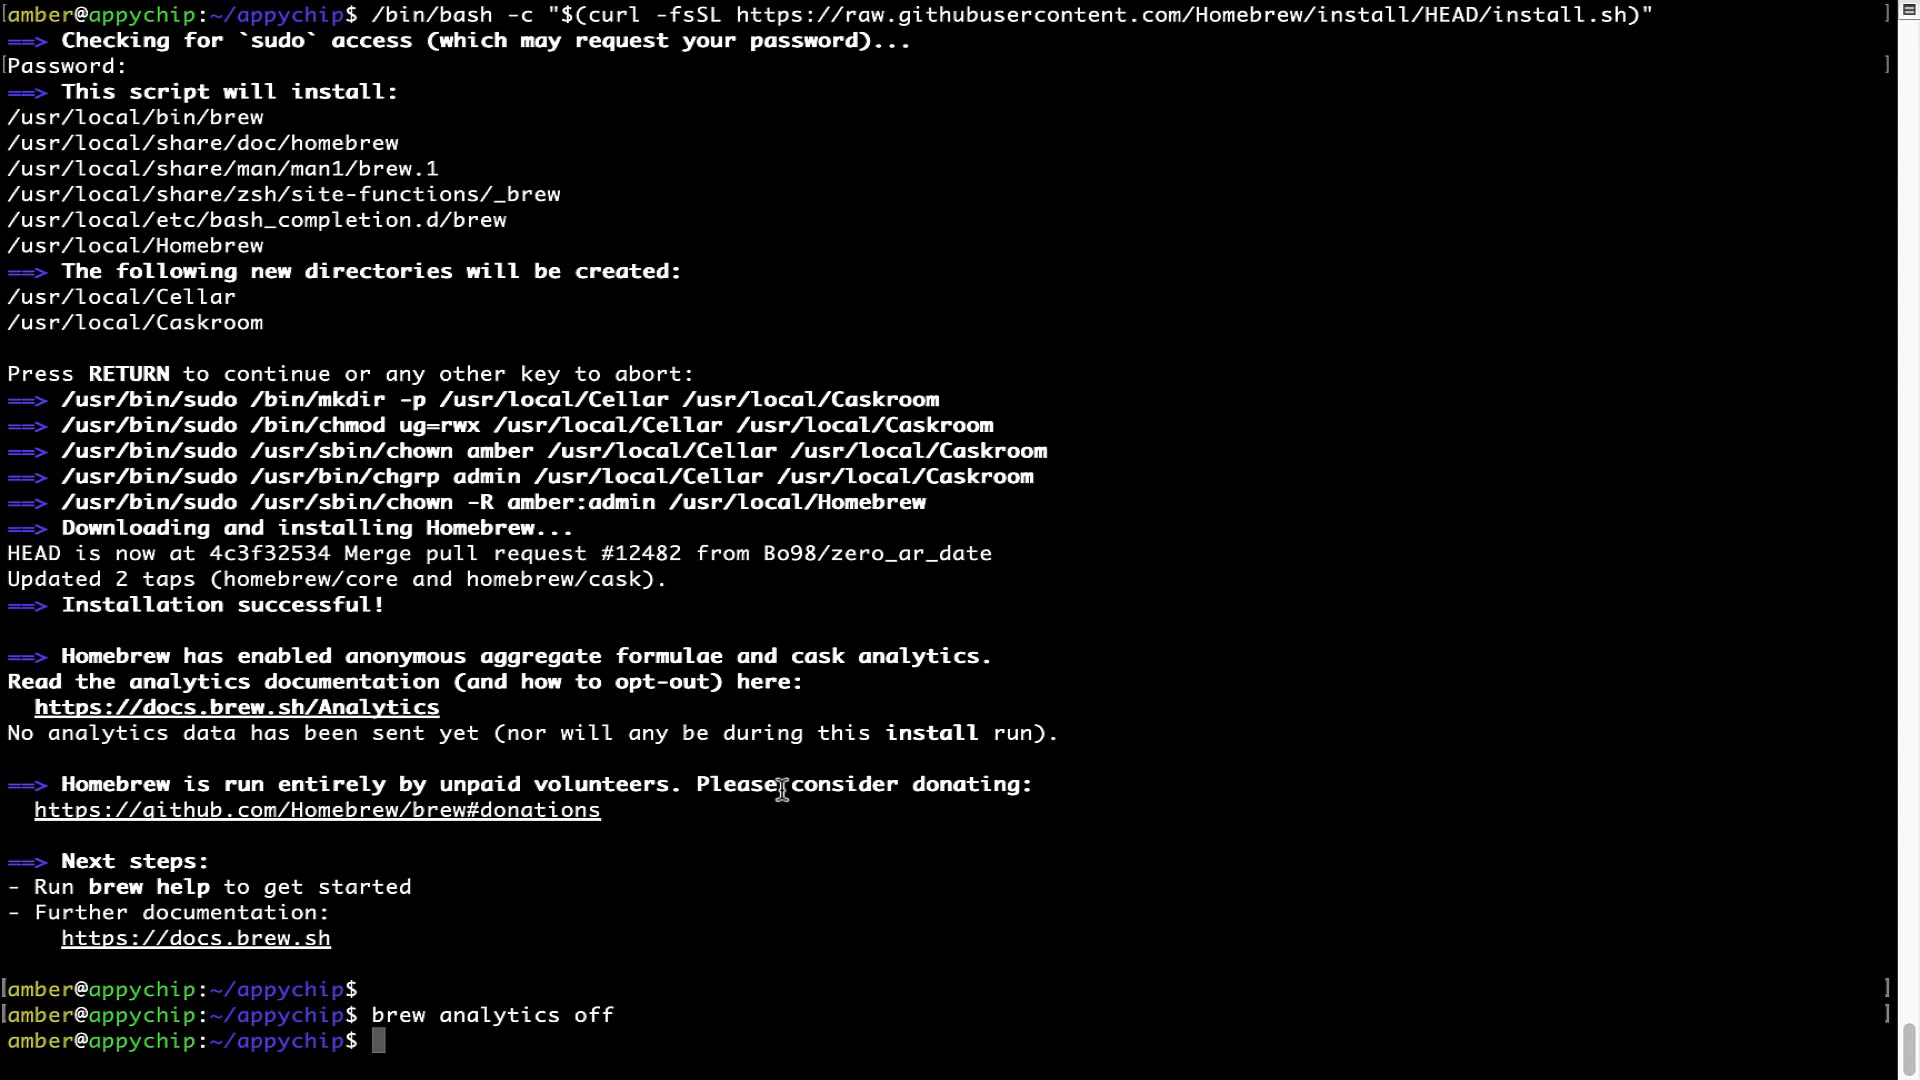 amber@appychip:~/appychip$ /bin/bash -c "$(curl -fsSL https://raw.githubusercontent.com/Homebrew/install/HEAD/install.sh)"
==> Checking for `sudo` access (which may request your password)...
Password:
==> This script will install:
/usr/local/bin/brew
/usr/local/share/doc/homebrew
/usr/local/share/man/man1/brew.1
/usr/local/share/zsh/site-functions/_brew
/usr/local/etc/bash_completion.d/brew
/usr/local/Homebrew
==> The following new directories will be created:
/usr/local/Cellar
/usr/local/Caskroom
Press RETURN to continue or any other key to abort:
==> /usr/bin/sudo /bin/mkdir -p /usr/local/Cellar /usr/local/Caskroom
==> /usr/bin/sudo /bin/chmod ug=rwx /usr/local/Cellar /usr/local/Caskroom
==> /usr/bin/sudo /usr/sbin/chown amber /usr/local/Cellar /usr/local/Caskroom
==> /usr/bin/sudo /usr/bin/chgrp admin /usr/local/Cellar /usr/local/Caskroom
==> /usr/bin/sudo /usr/sbin/chown -R amber:admin /usr/local/Homebrew
==> Downloading and installing Homebrew...
HEAD is now at 4c3f32534 Merge pull request #12482 from Bo98/zero_ar_date
Updated 2 taps (homebrew/core and homebrew/cask).
==> Installation successful!
==> Homebrew has enabled anonymous aggregate formulae and cask analytics.
Read the analytics documentation (and how to opt-out) here:
https://docs.brew.sh/Analytics
No analytics data has been sent yet (nor will any be during this install run).
==> Homebrew is run entirely by unpaid volunteers. Please consider donating:
https://github.com/Homebrew/brew#donations
==> Next steps:
- Run brew help to get started
- Further documentation:
https://docs.brew.sh
amber@appychip:~/appychip$
amber@appychip:~/appychip$ brew analytics off
amber@appychip:~/appychip$